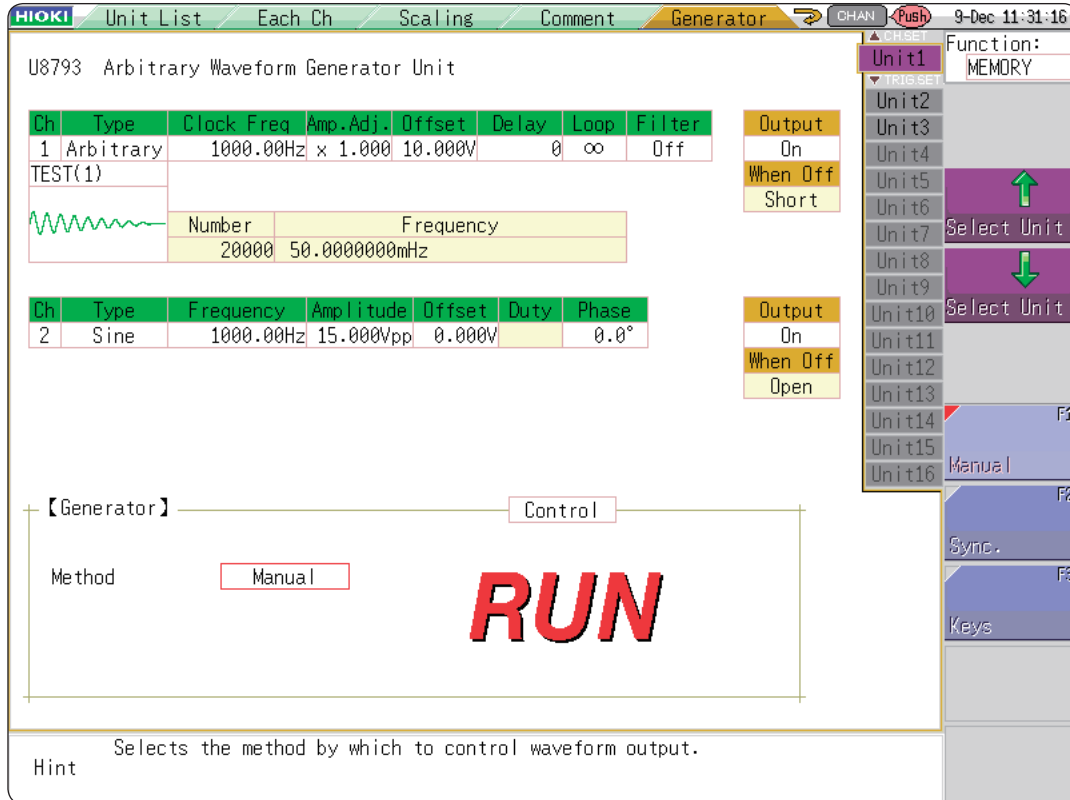 HIOKI Unit List Each Ch Scaling Comment Generator CHAN Push 9-Dec 11:31:16
U8793 Arbitrary Waveform Generator Unit
Ch Type Clock Freq Amp.Adj. Offset Delay Loop Filter
1 Arbitrary 1000.00Hz x 1.000 10.000V 0 ∞ Off
TEST(1)
Number Frequency
20000 50.0000000mHz
Output
On
When Off
Short
Ch Type Frequency Amplitude Offset Duty Phase
2 Sine 1000.00Hz 15.000Vpp 0.000V 0.0°
Output
On
When Off
Open
【Generator】 Control
Method Manual
RUN
Hint Selects the method by which to control waveform output.
▲ CH.SET
Unit1
▼ TRIG SET
Unit2
Unit3
Unit4
Unit5
Unit6
Unit7
Unit8
Unit9
Unit10
Unit11
Unit12
Unit13
Unit14
Unit15
Unit16
Function:
MEMORY
Select Unit
Select Unit
F1
Manual
F2
Sync.
F3
Keys